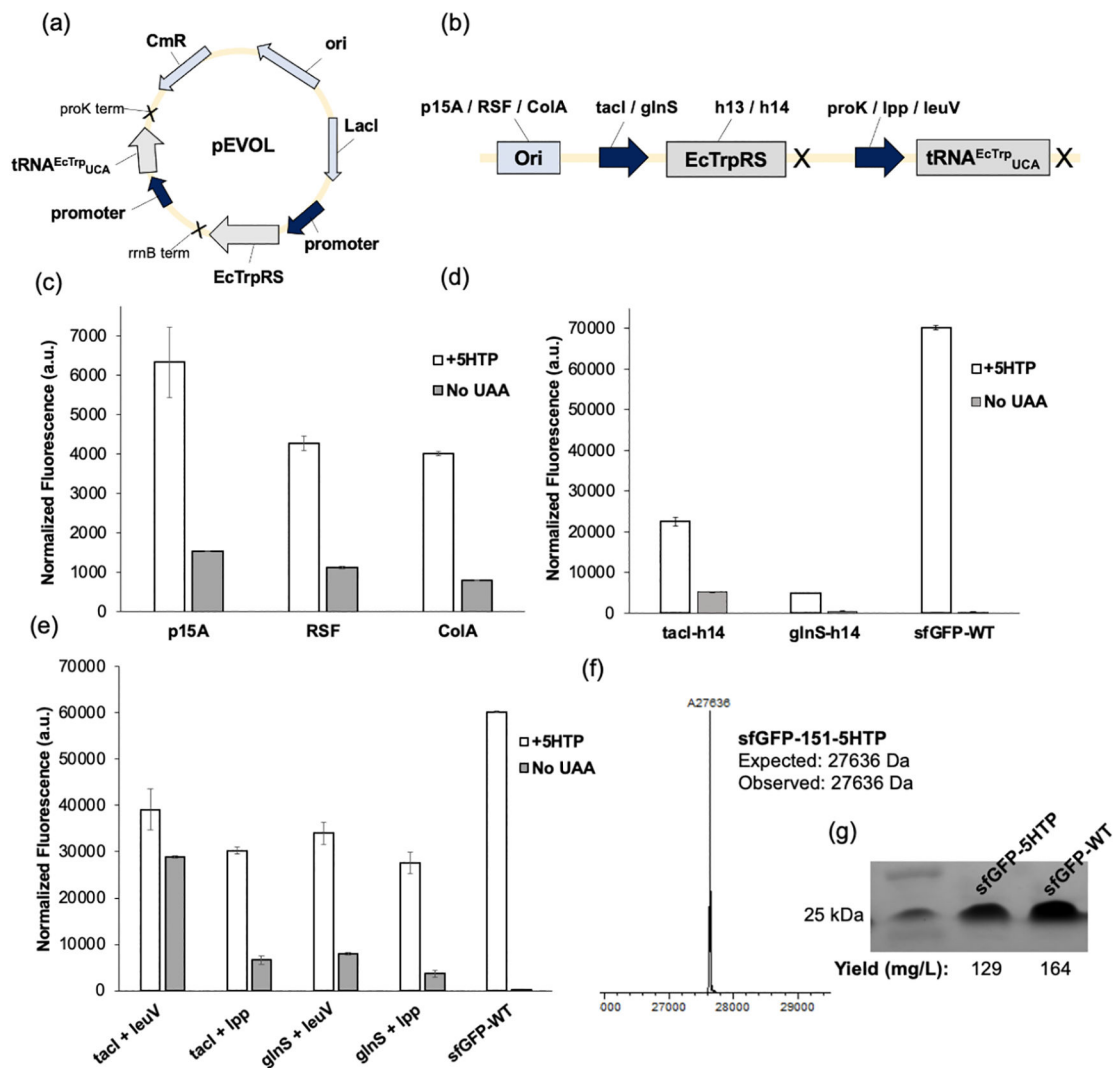 (a)
CmR
ori
proK term
pEVOL
LacI
tRNA^EcTrp_UCA
promoter
rrnB term
promoter
EcTrpRS
(b)
p15A / RSF / ColA
tacI / glnS
h13 / h14
proK / lpp / leuV
Ori
EcTrpRS
X
tRNA^EcTrp_UCA
X
(c)
Normalized Fluorescence (a.u.)
7000
6000
5000
4000
3000
2000
1000
0
+5HTP
No UAA
p15A
RSF
ColA
(d)
Normalized Fluorescence (a.u.)
70000
60000
50000
40000
30000
20000
10000
0
+5HTP
No UAA
tacI-h14
glnS-h14
sfGFP-WT
(e)
Normalized Fluorescence (a.u.)
70000
60000
50000
40000
30000
20000
10000
0
+5HTP
No UAA
tacI + leuV
tacI + lpp
glnS + leuV
glnS + lpp
sfGFP-WT
(f)
A27636
sfGFP-151-5HTP
Expected: 27636 Da
Observed: 27636 Da
000
27000
28000
29000
(g)
sfGFP-5HTP
sfGFP-WT
25 kDa
Yield (mg/L):
129
164